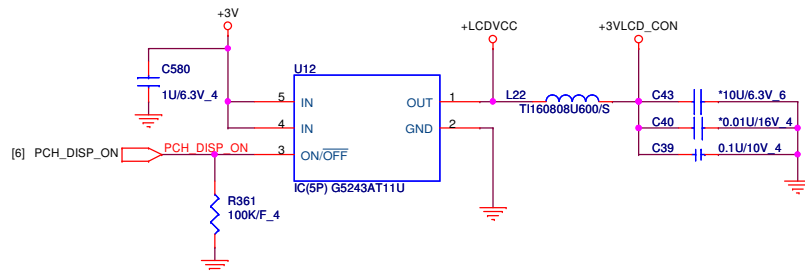 +3V
+LCDVCC
+3VLCD_CON
C580
1U/6.3V_4
U12
5 IN
4 IN
3 ON/OFF
OUT 1
GND 2
IC(5P) G5243AT11U
L22
TI160808U600/S
C43 *10U/6.3V_6
C40 *0.01U/16V_4
C39 0.1U/10V_4
[6] PCH_DISP_ON
PCH_DISP_ON
R361
100K/F_4